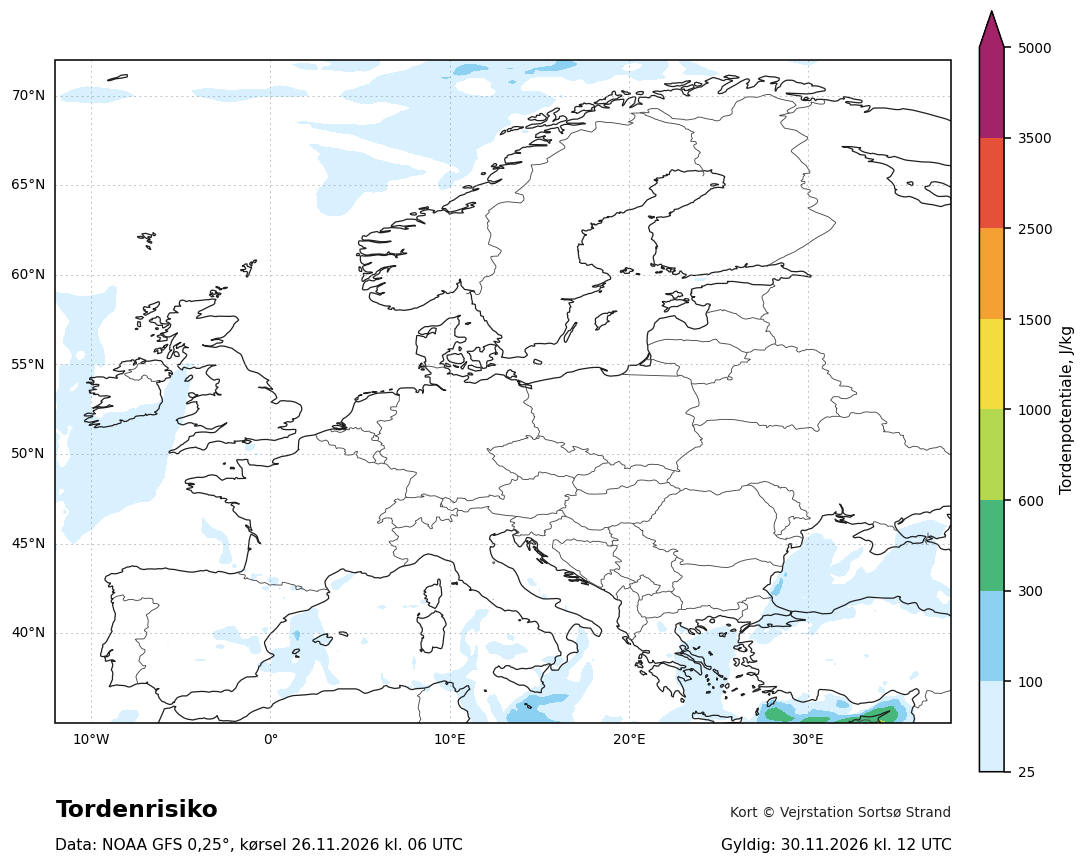 70°N
65°N
60°N
55°N
50°N
45°N
40°N
10°W
0°
10°E
20°E
30°E
5000
3500
2500
1500
1000
600
300
100
25
Tordenpotentiale, J/kg
Tordenrisiko
Kort © Vejrstation Sortsø Strand
Data: NOAA GFS 0,25°, kørsel 26.11.2026 kl. 06 UTC
Gyldig: 30.11.2026 kl. 12 UTC